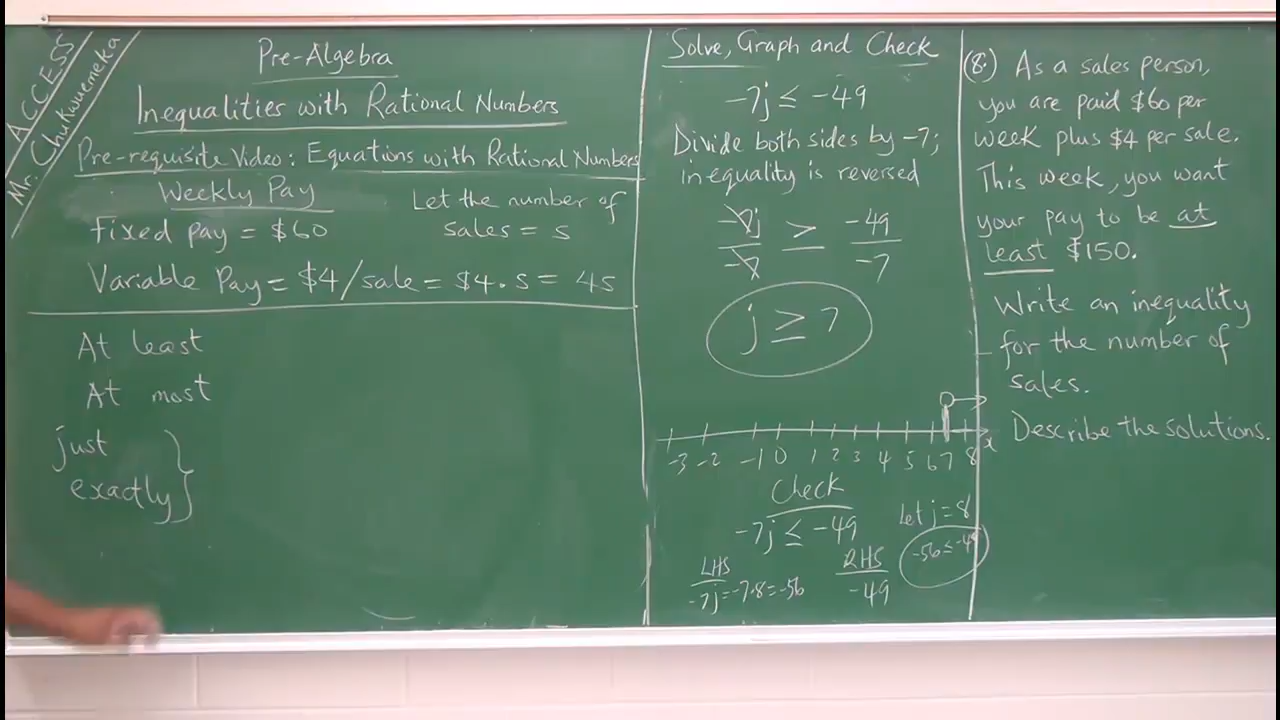 ACCESS
Mr. Chukwuemeka
Pre-Algebra
Inequalities with Rational Numbers
Pre-requisite Video: Equations with Rational Numbers
Weekly Pay
Fixed pay = $60
Let the number of
sales = s
Variable Pay = $4/sale = $4·s = 4s
At least
At most
just
exactly
Solve, Graph and Check
-7j ≤ -49
Divide both sides by -7;
inequality is reversed
-7j/-7 ≥ -49/-7
j ≥ 7
-3 -2 -1 0 1 2 3 4 5 6 7 8 x
Check
-7j ≤ -49
Let j = 8
LHS
-7j = -7·8 = -56
RHS
-49
-56 ≤ -49
(8.) As a sales person,
you are paid $60 per
week plus $4 per sale.
This week, you want
your pay to be at
least $150.
Write an inequality
for the number of
sales.
Describe the solutions.